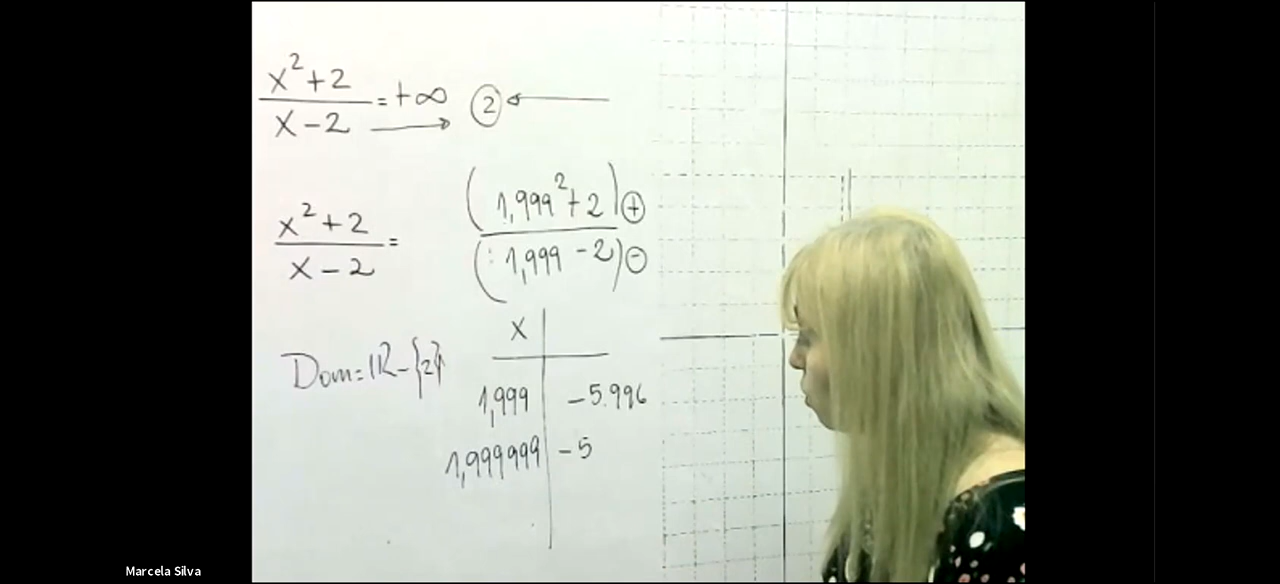 x²+2
x-2
=+∞
2
x²+2
x-2
=
(1,999²+2) +
(1,999 -2) -
Dom=IR-{2}
x
1,999 -5.996
1,999999 -5
Marcela Silva